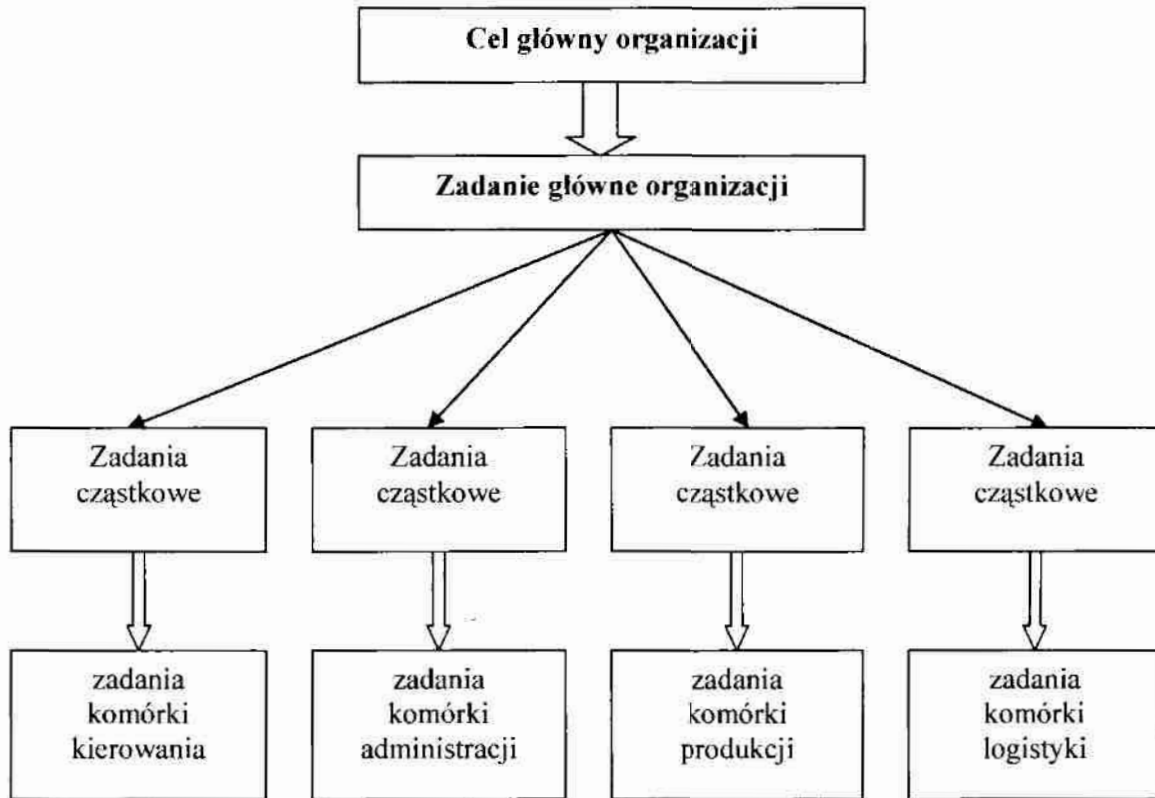 Cel główny organizacji
Zadanie główne organizacji
Zadania
cząstkowe
Zadania
cząstkowe
Zadania
cząstkowe
Zadania
cząstkowe
zadania
komórki
kierowania
zadania
komórki
administracji
zadania
komórki
produkcji
zadania
komórki
logistyki